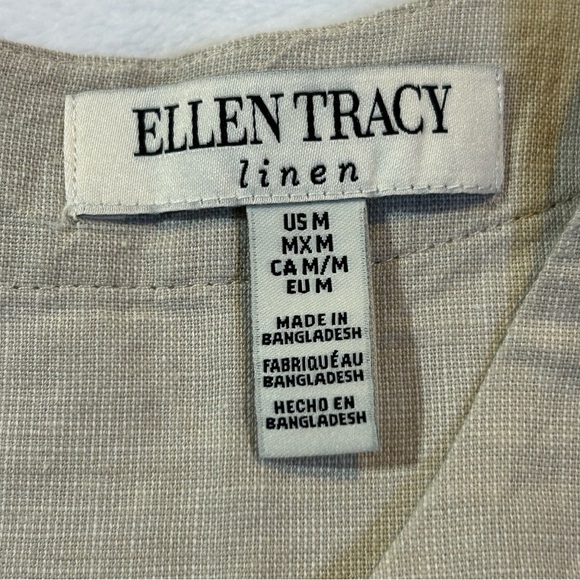 ELLEN TRACY
linen
US M
MX M
CA M/M
EU M
MADE IN
BANGLADESH
FABRIQUÉ AU
BANGLADESH
HECHO EN
BANGLADESH